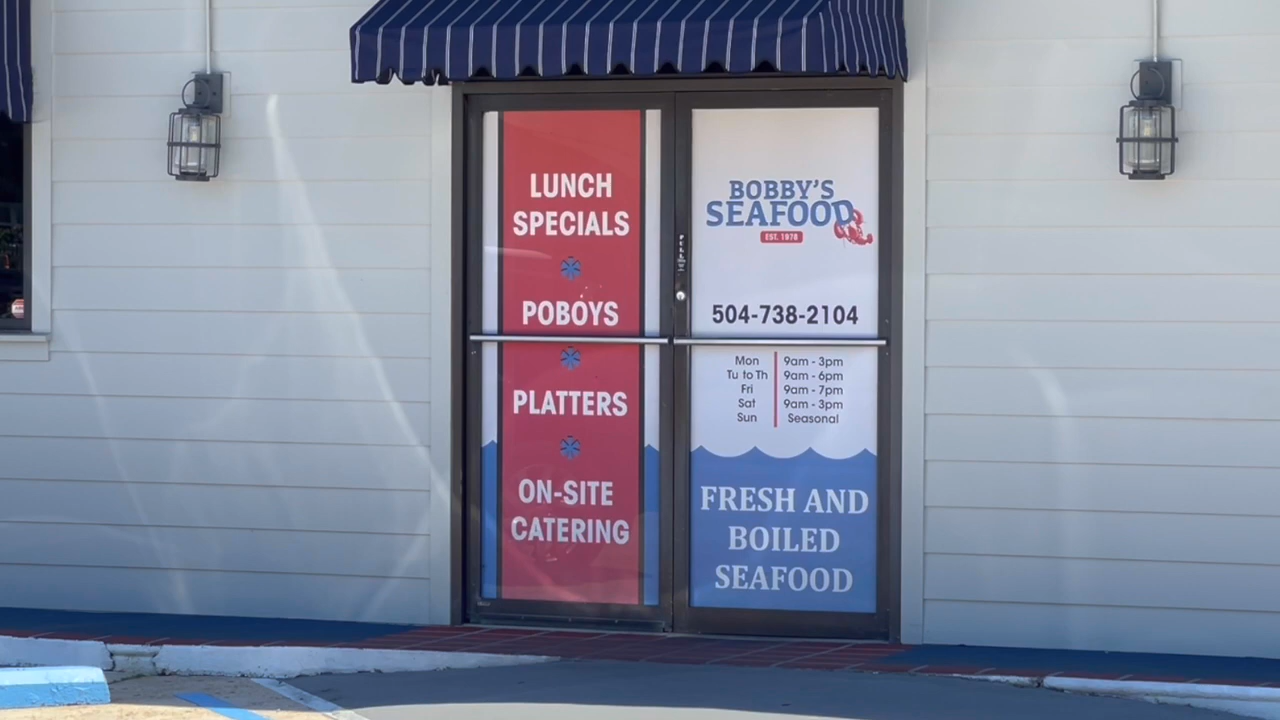 LUNCH
SPECIALS
POBOYS
PLATTERS
ON-SITE
CATERING
BOBBY'S
SEAFOOD
EST. 1978
PULL
504-738-2104
Mon 9am - 3pm
Tu to Th 9am - 6pm
Fri 9am - 7pm
Sat 9am - 3pm
Sun Seasonal
FRESH AND
BOILED
SEAFOOD